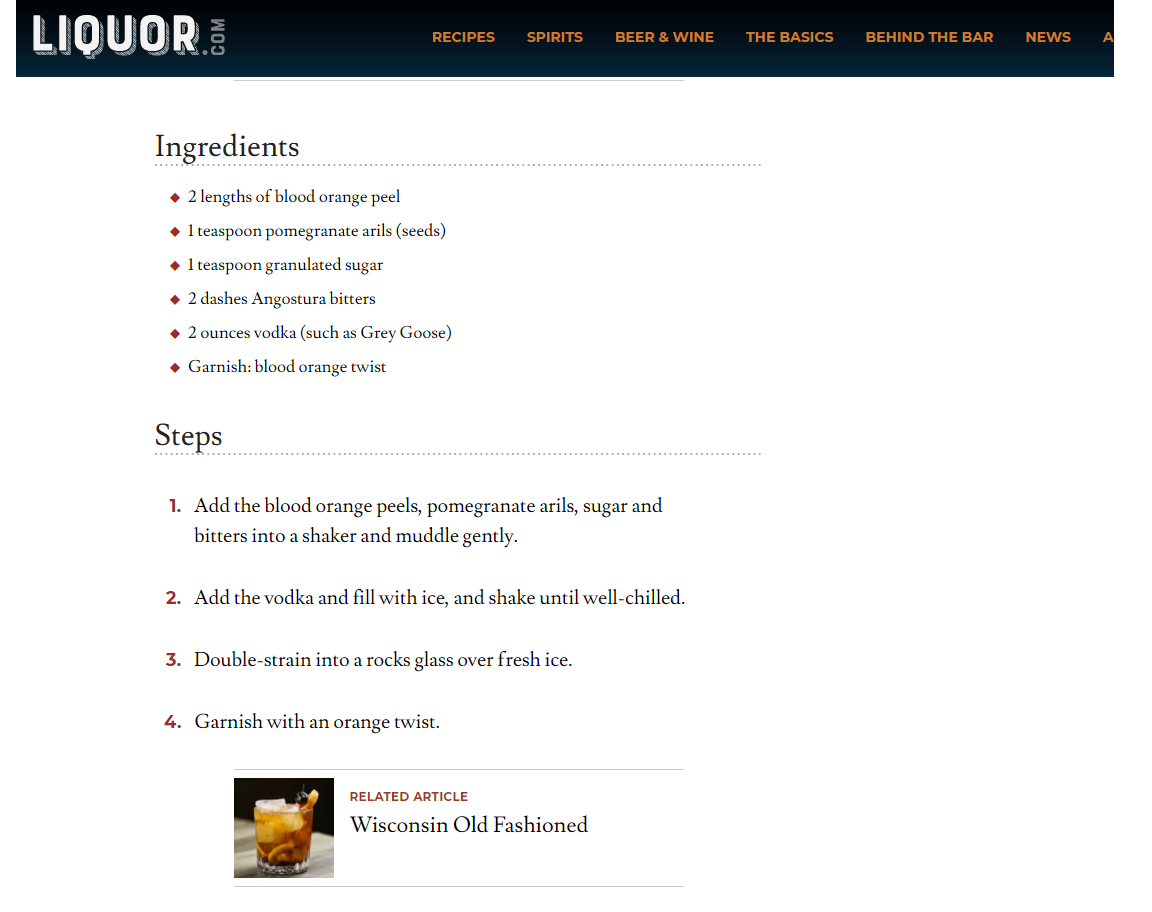 LIQUOR.COM
RECIPES SPIRITS BEER & WINE THE BASICS BEHIND THE BAR NEWS A
Ingredients
2 lengths of blood orange peel
1 teaspoon pomegranate arils (seeds)
1 teaspoon granulated sugar
2 dashes Angostura bitters
2 ounces vodka (such as Grey Goose)
Garnish: blood orange twist
Steps
1. Add the blood orange peels, pomegranate arils, sugar and
bitters into a shaker and muddle gently.
2. Add the vodka and fill with ice, and shake until well-chilled.
3. Double-strain into a rocks glass over fresh ice.
4. Garnish with an orange twist.
RELATED ARTICLE
Wisconsin Old Fashioned